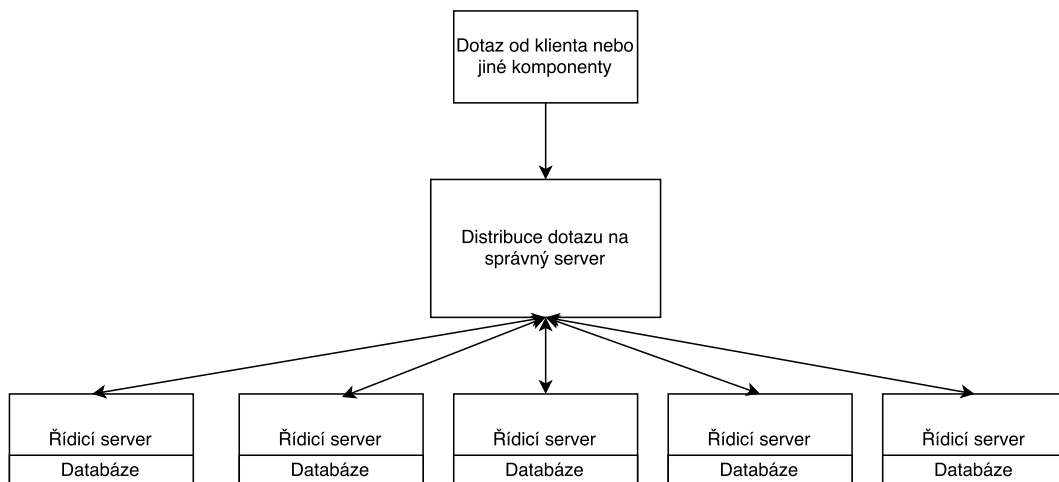 Dotaz od klienta nebo
jiné komponenty
Distribuce dotazu na
správný server
Řídicí server
Databáze
Řídicí server
Databáze
Řídicí server
Databáze
Řídicí server
Databáze
Řídicí server
Databáze